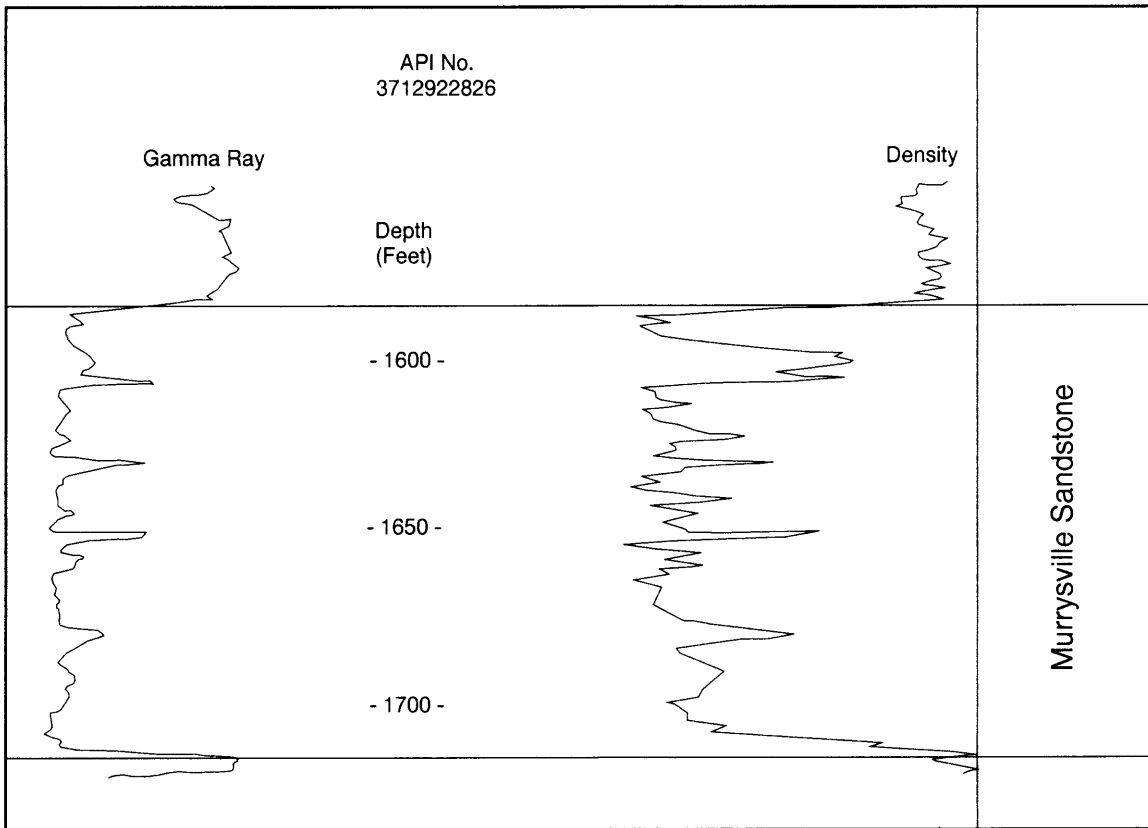 API No.
3712922826
Gamma Ray
Density
Depth
(Feet)
- 1600 -
- 1650 -
- 1700 -
Murrysville Sandstone